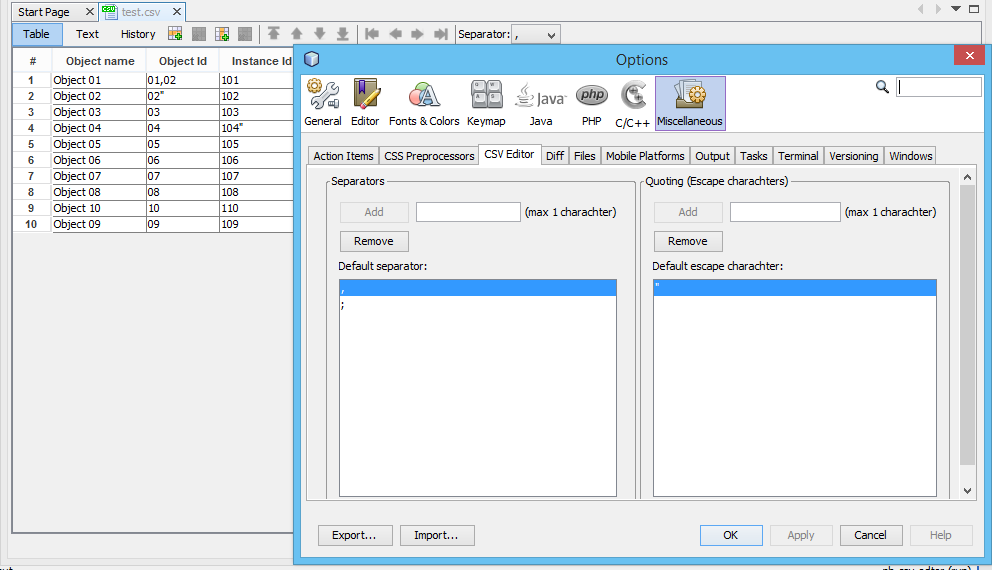 Start Page
test.csv
Table Text History Separator: ,
# Object name Object Id Instance Id
1 Object 01 01,02 101
2 Object 02 02" 102
3 Object 03 03 103
4 Object 04 04 104"
5 Object 05 05 105
6 Object 06 06 106
7 Object 07 07 107
8 Object 08 08 108
9 Object 10 10 110
10 Object 09 09 109
Options
General Editor Fonts & Colors Keymap Java PHP C/C++ Miscellaneous
Action Items CSS Preprocessors CSV Editor Diff Files Mobile Platforms Output Tasks Terminal Versioning Windows
Separators
Add (max 1 charachter)
Remove
Default separator:
,
;
Quoting (Escape charachters)
Add (max 1 charachter)
Remove
Default escape charachter:
"
Export... Import... OK Apply Cancel Help